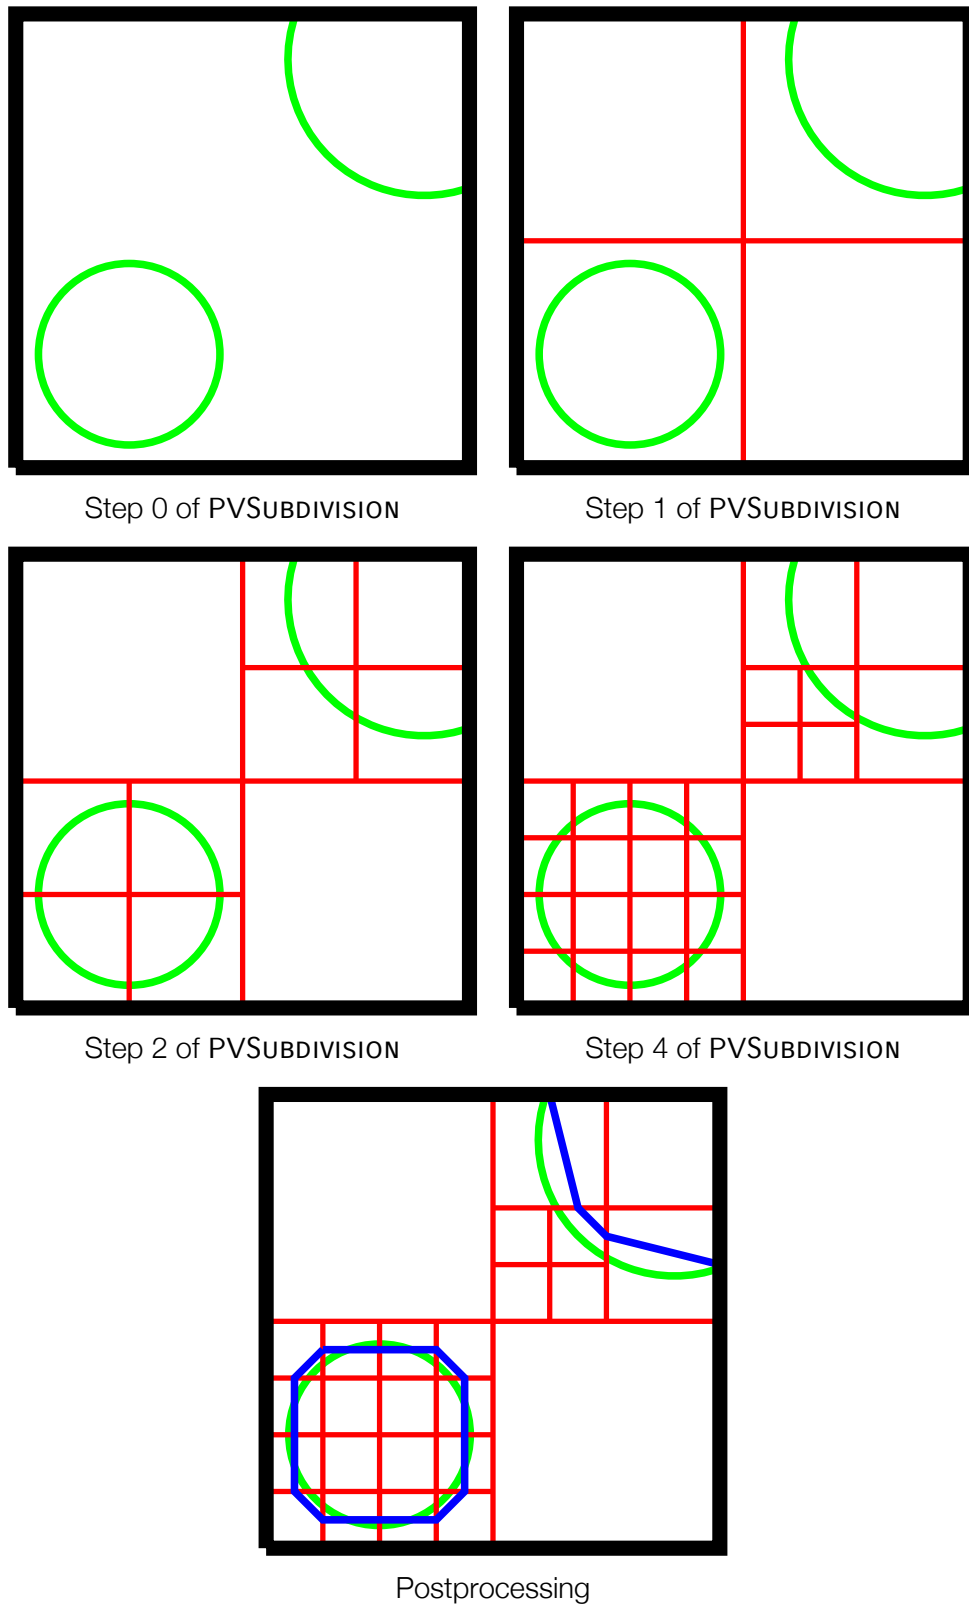 Step 0 of PVSUBDIVISION
Step 1 of PVSUBDIVISION
Step 2 of PVSUBDIVISION
Step 4 of PVSUBDIVISION
Postprocessing